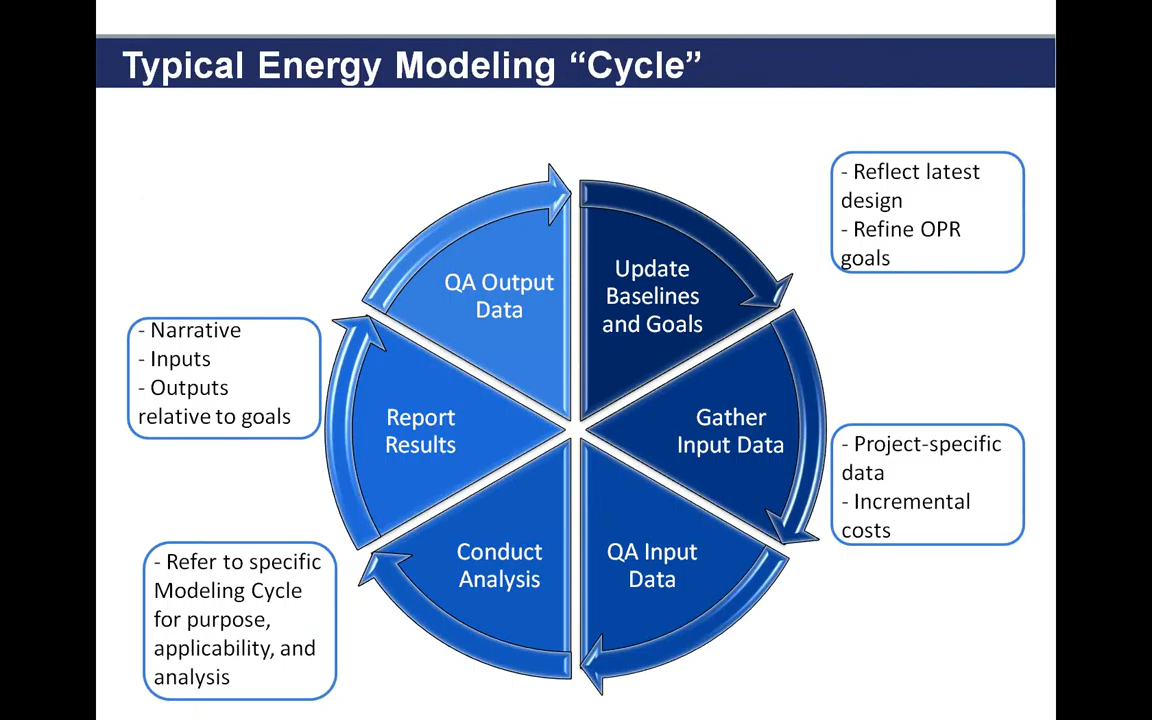 Typical Energy Modeling “Cycle”
- Reflect latest
design
- Refine OPR
goals
QA Output
Data
Update
Baselines
and Goals
- Narrative
- Inputs
- Outputs
relative to goals
Report
Results
Gather
Input Data
- Project-specific
data
- Incremental
costs
Conduct
Analysis
QA Input
Data
- Refer to specific
Modeling Cycle
for purpose,
applicability, and
analysis